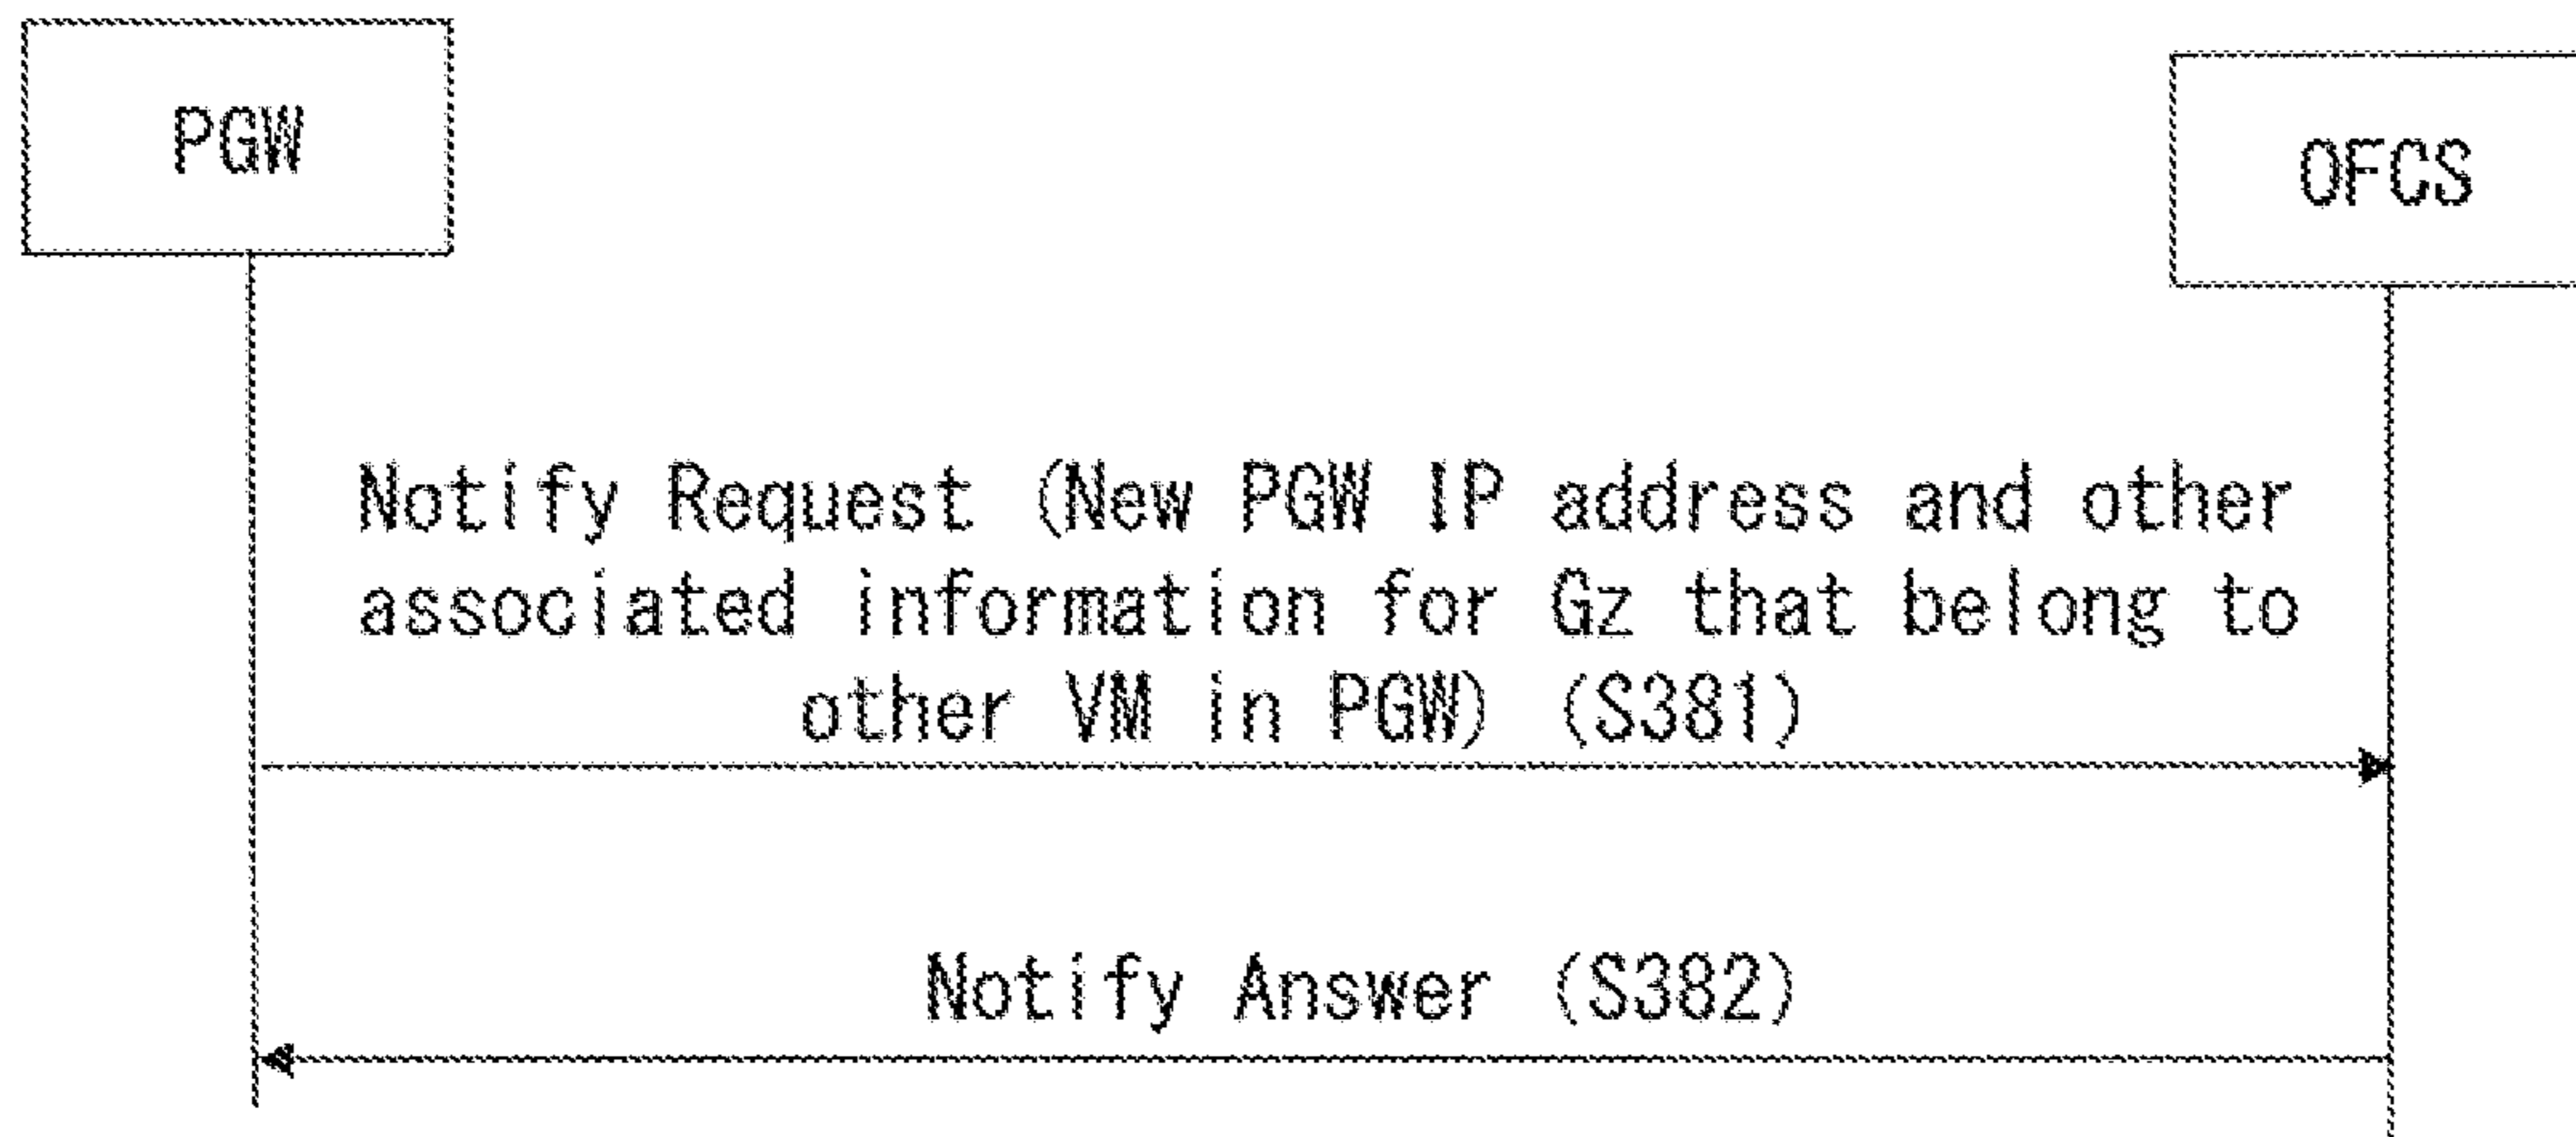 PGW
OFCS
Notify Request (New PGW IP address and other
associated information for Gz that belong to
other VM in PGW) (S381)
Notify Answer (S382)